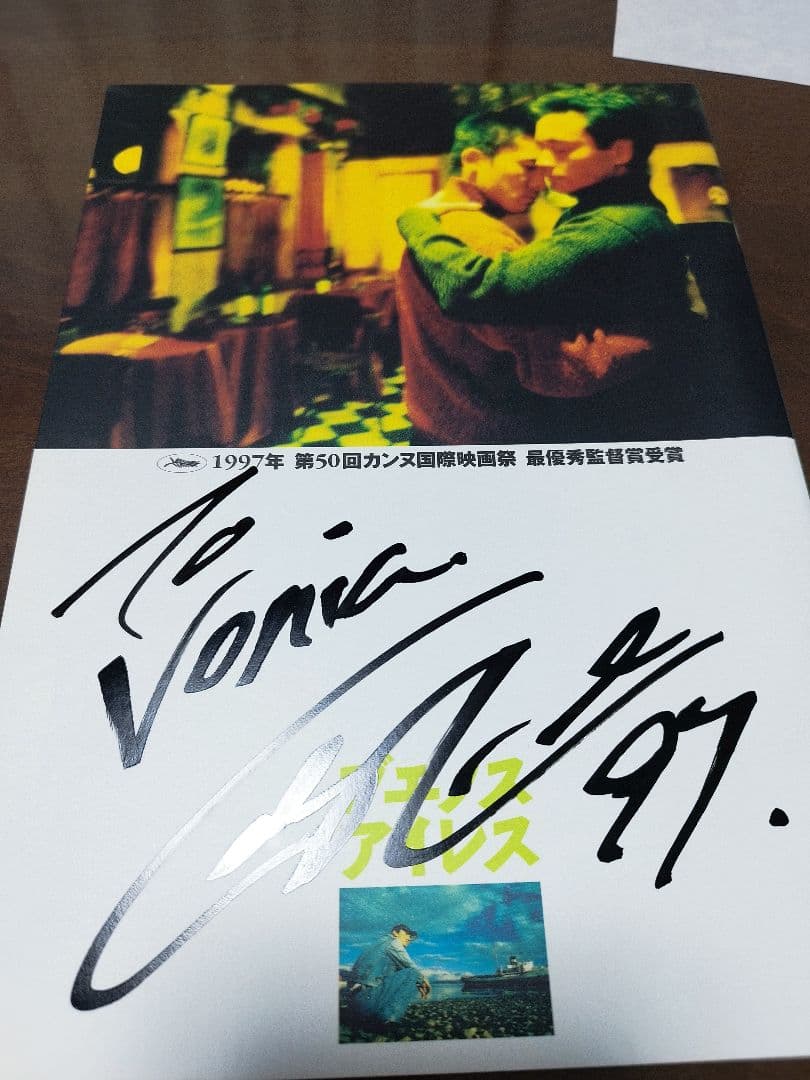 1997年 第50回カンヌ国際映画祭 最優秀監督賞受賞
To
Vonia.
97.
ブエノス
アイレス